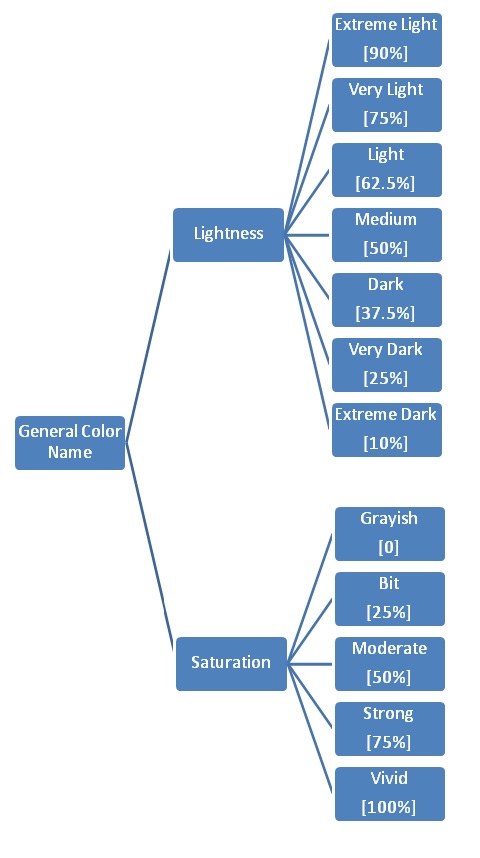 Extreme Light
[90%]
Very Light
[75%]
Light
[62.5%]
Medium
[50%]
Lightness
Dark
[37.5%]
Very Dark
[25%]
Extreme Dark
[10%]
General Color
Name
Grayish
[0]
Bit
[25%]
Moderate
[50%]
Saturation
Strong
[75%]
Vivid
[100%]